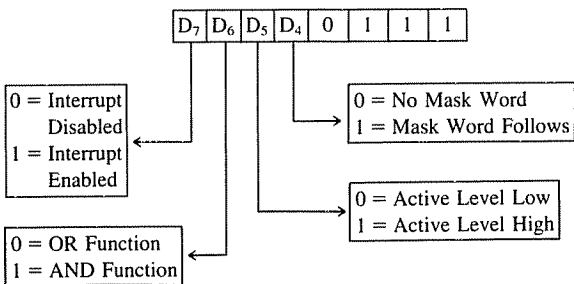 D₇ D₆ D₅ D₄ 0 1 1 1
0 = Interrupt
Disabled
1 = Interrupt
Enabled
0 = No Mask Word
1 = Mask Word Follows
0 = Active Level Low
1 = Active Level High
0 = OR Function
1 = AND Function